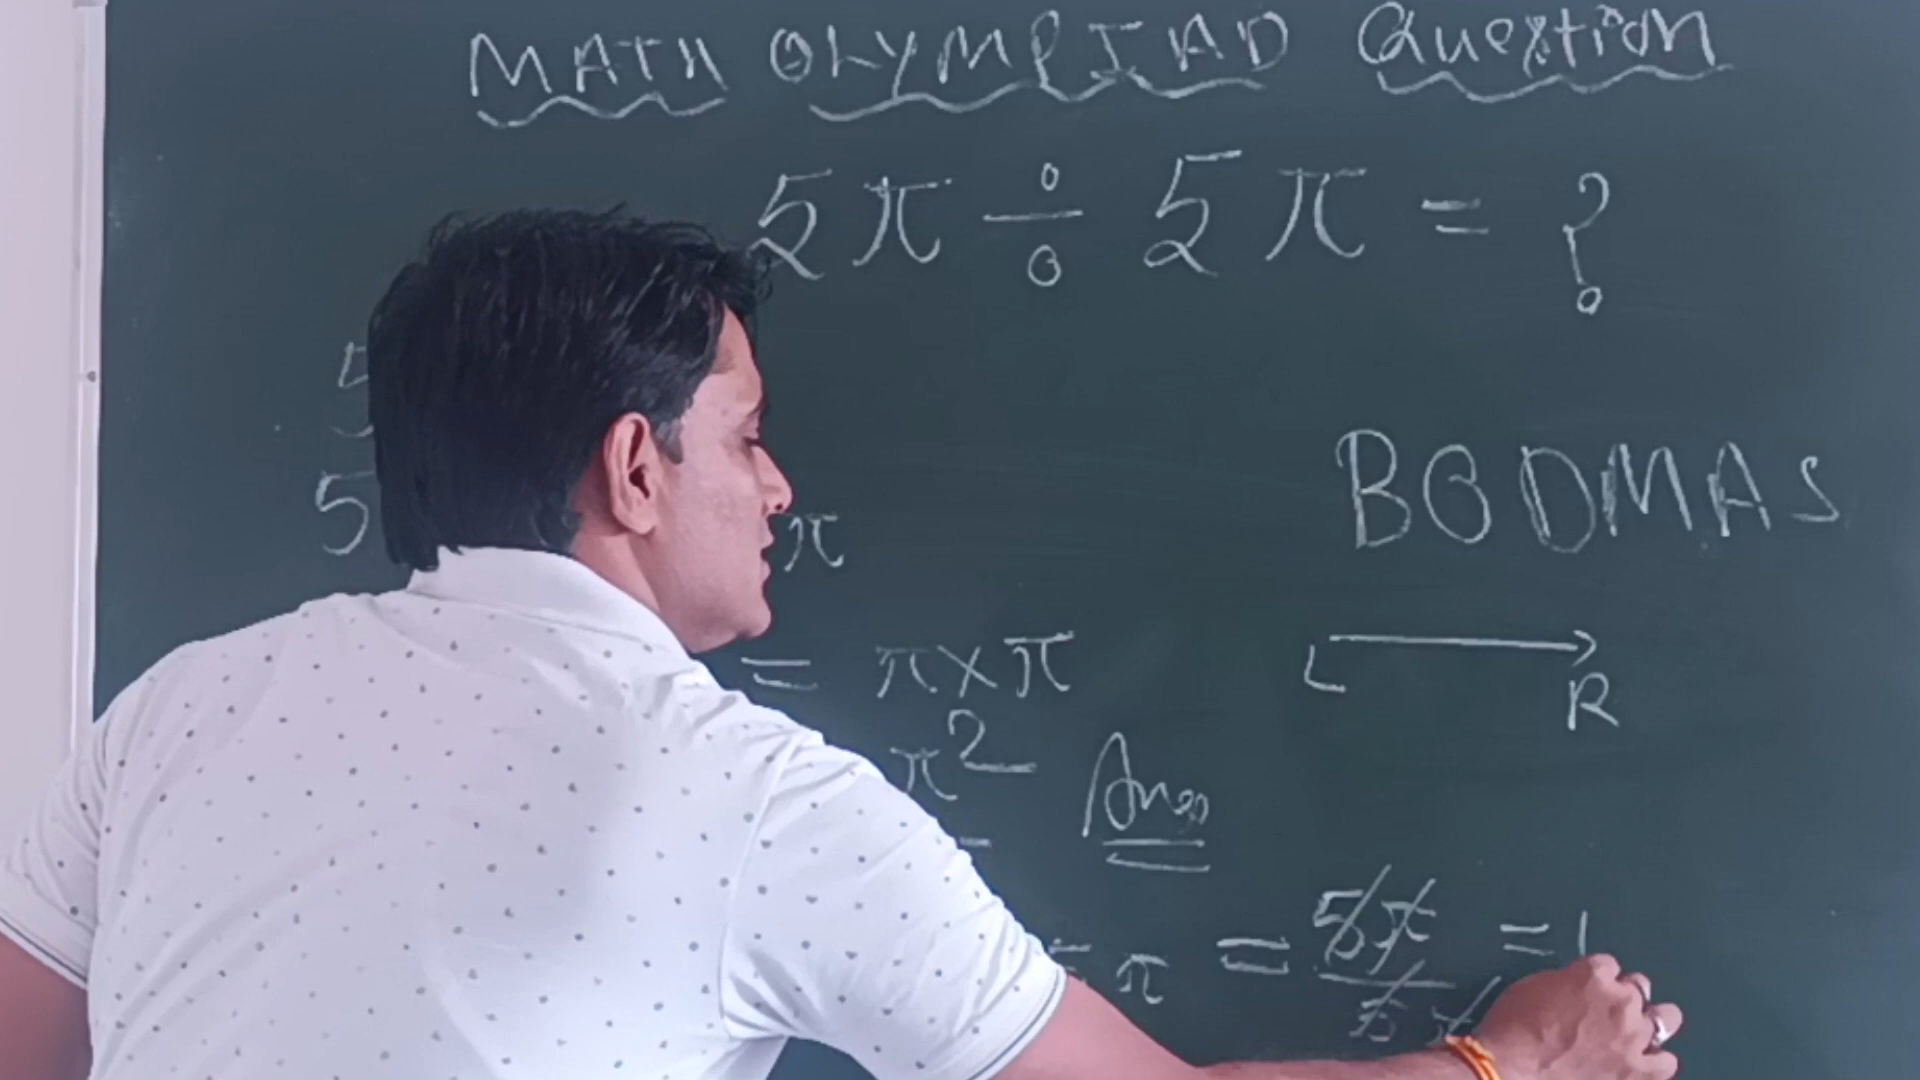 MATH OLYMPIAD Question
5π ÷ 5π = ?
5
5 π
BODMAS
= π×π
L R
π² Ans
π = 5π/5π = 1